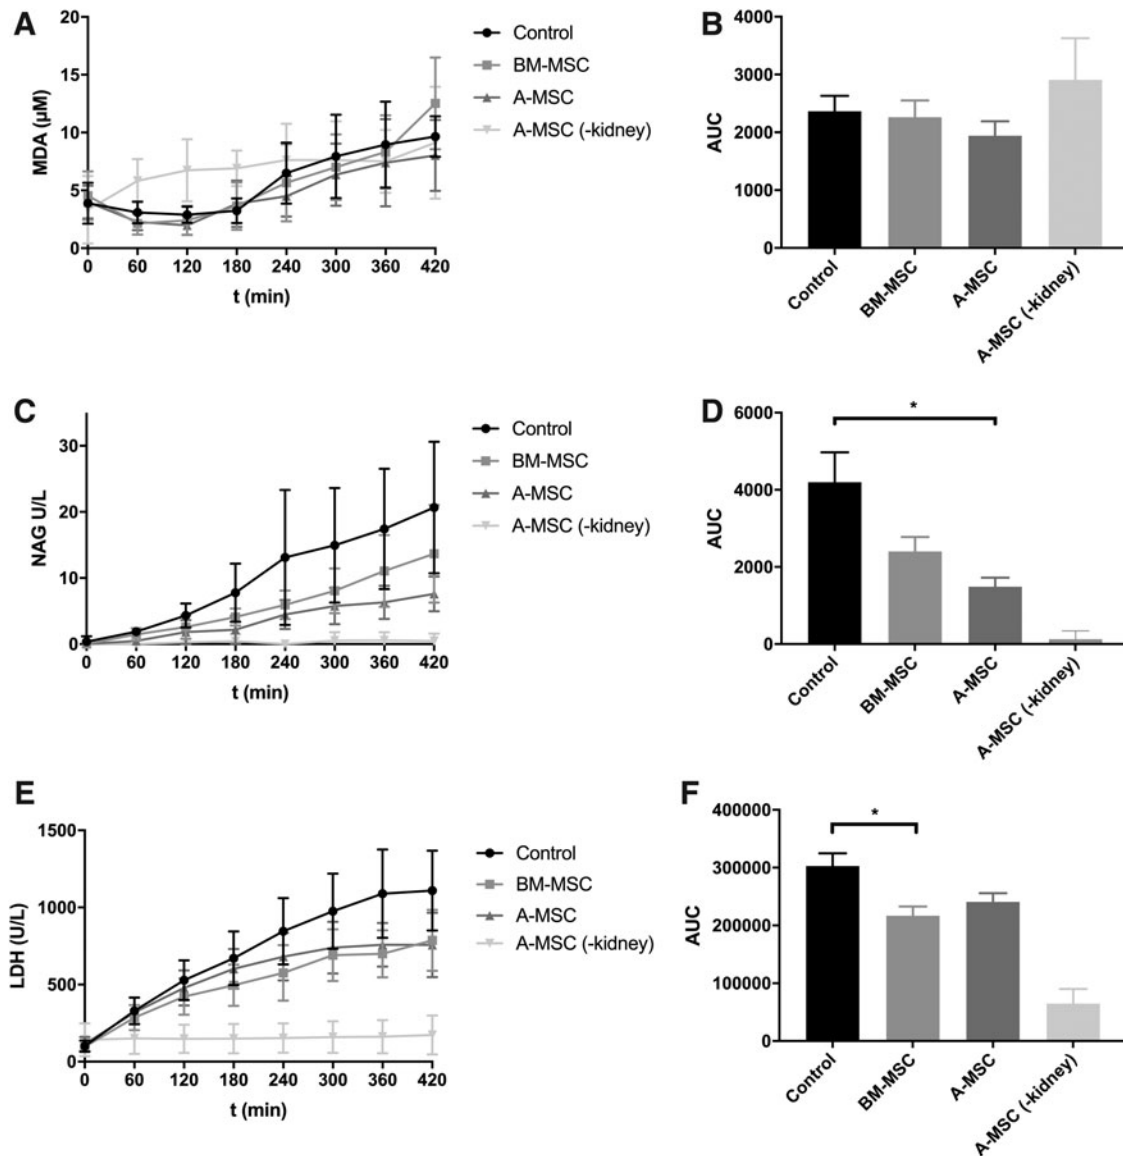 A
MDA (µM)
20
15
10
5
0
0 60 120 180 240 300 360 420
t (min)
Control
BM-MSC
A-MSC
A-MSC (-kidney)
B
AUC
4000
3000
2000
1000
0
Control
BM-MSC
A-MSC
A-MSC (-kidney)
C
NAG U/L
30
20
10
0
0 60 120 180 240 300 360 420
t (min)
Control
BM-MSC
A-MSC
A-MSC (-kidney)
D
AUC
6000
4000
2000
0
*
Control
BM-MSC
A-MSC
A-MSC (-kidney)
E
LDH (U/L)
1500
1000
500
0
0 60 120 180 240 300 360 420
t (min)
Control
BM-MSC
A-MSC
A-MSC (-kidney)
F
AUC
400000
300000
200000
100000
0
*
Control
BM-MSC
A-MSC
A-MSC (-kidney)